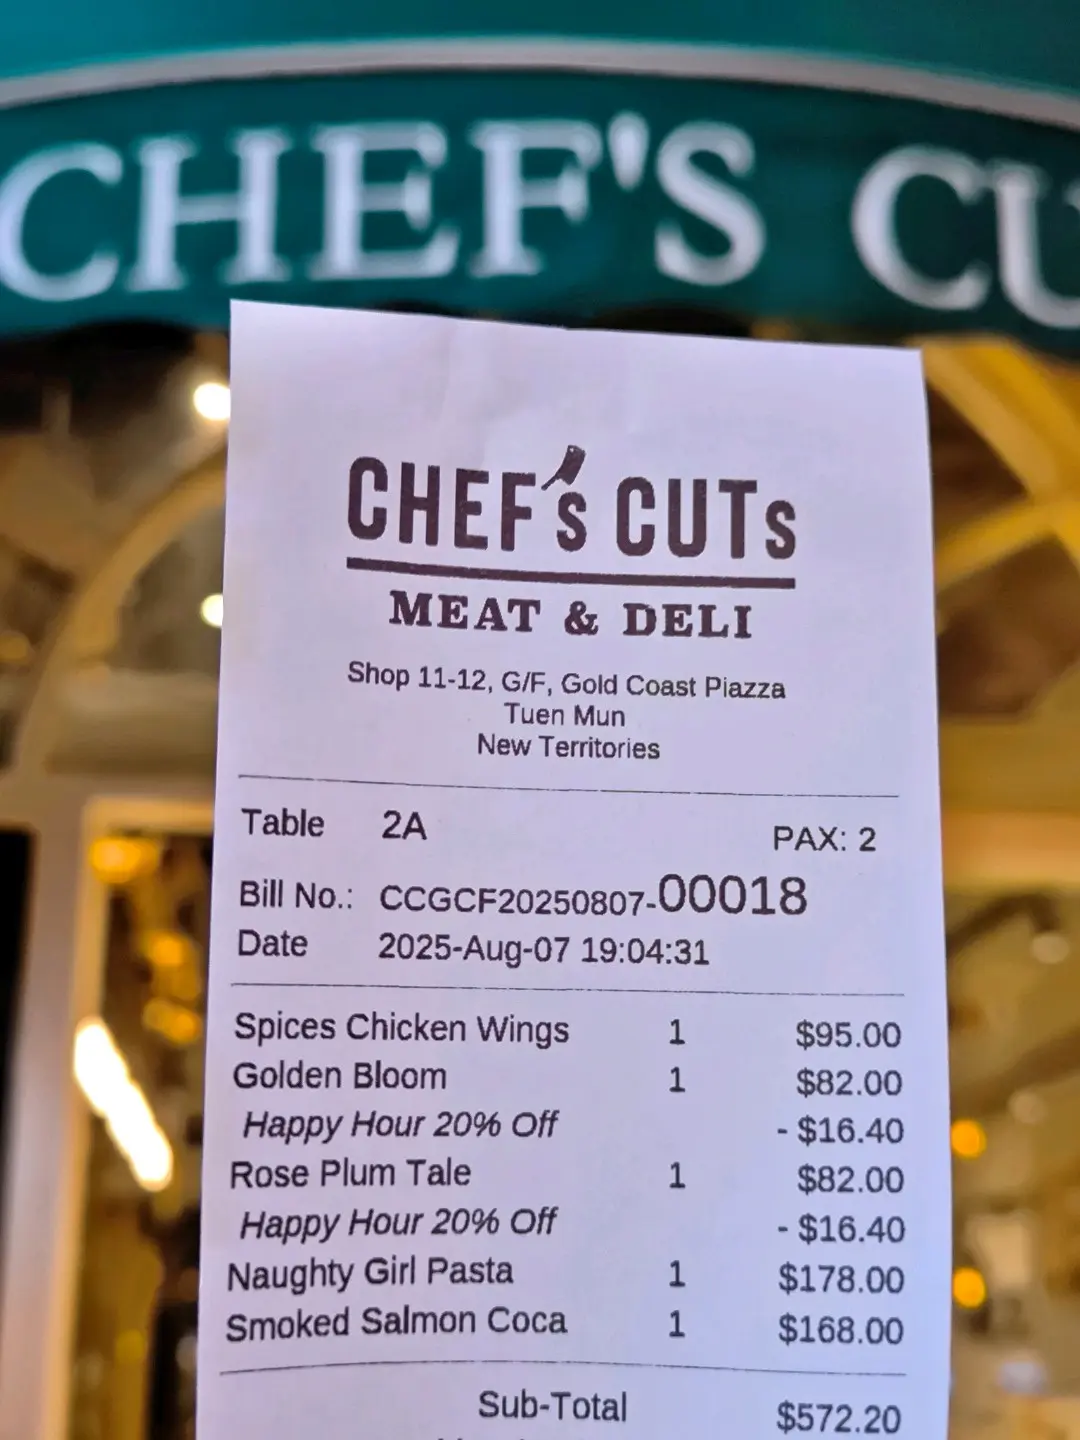 CHEF'S CU
CHEF's CUTs
MEAT & DELI
Shop 11-12, G/F, Gold Coast Piazza
Tuen Mun
New Territories
Table 2A PAX: 2
Bill No.: CCGCF20250807-00018
Date 2025-Aug-07 19:04:31
Spices Chicken Wings 1 $95.00
Golden Bloom 1 $82.00
Happy Hour 20% Off - $16.40
Rose Plum Tale 1 $82.00
Happy Hour 20% Off - $16.40
Naughty Girl Pasta 1 $178.00
Smoked Salmon Coca 1 $168.00
Sub-Total $572.20